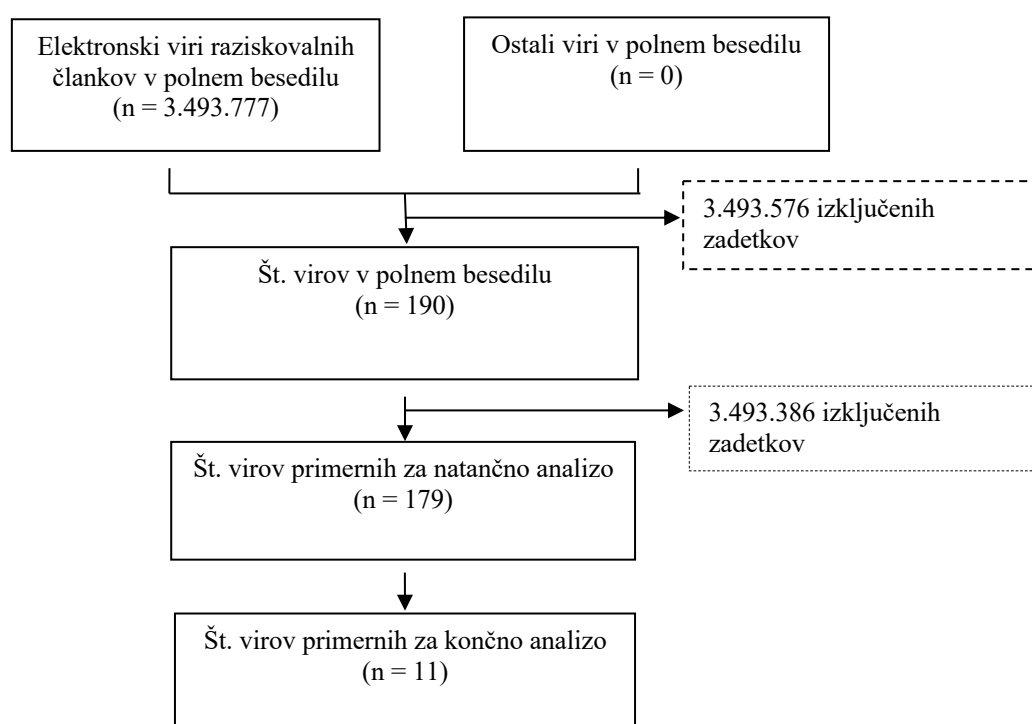 Elektronski viri raziskovalnih
člankov v polnem besedilu
(n = 3.493.777)
Ostali viri v polnem besedilu
(n = 0)
3.493.576 izključenih
zadetkov
Št. virov v polnem besedilu
(n = 190)
3.493.386 izključenih
zadetkov
Št. virov primernih za natančno analizo
(n = 179)
Št. virov primernih za končno analizo
(n = 11)